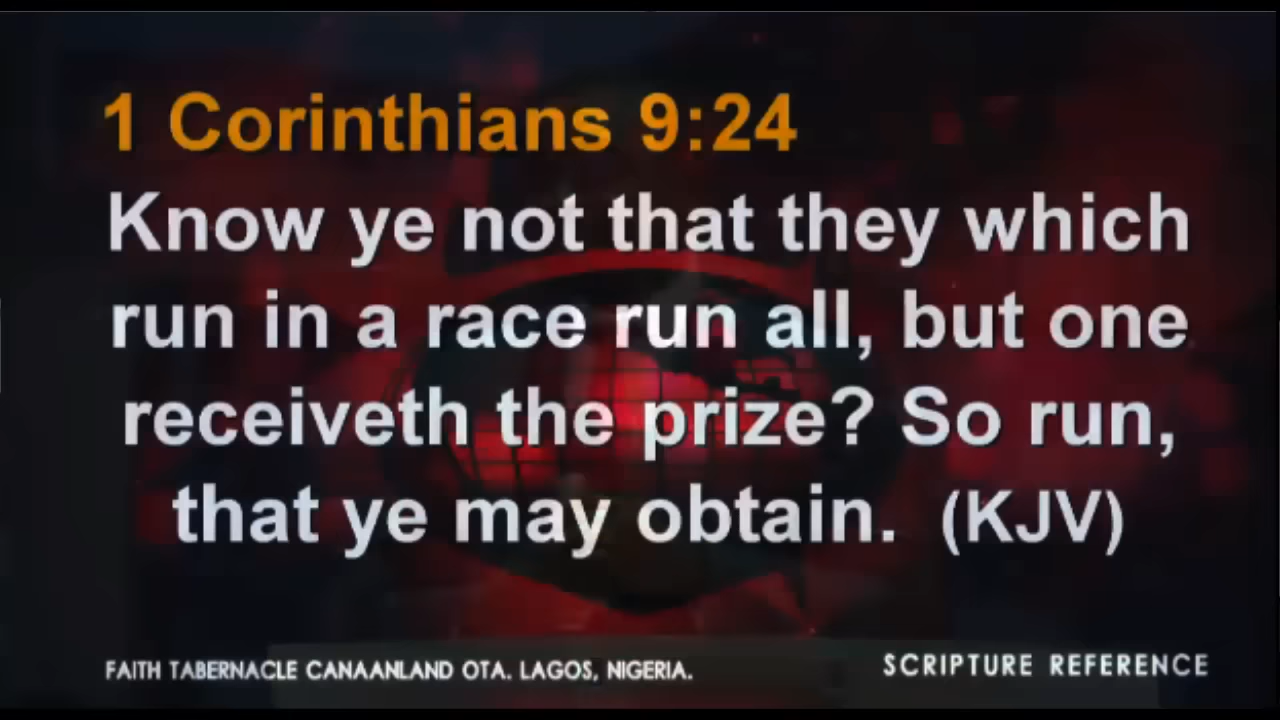 1 Corinthians 9:24
Know ye not that they which
run in a race run all, but one
receiveth the prize? So run,
that ye may obtain. (KJV)
FAITH TABERNACLE CANAANLAND OTA. LAGOS, NIGERIA.
SCRIPTURE REFERENCE